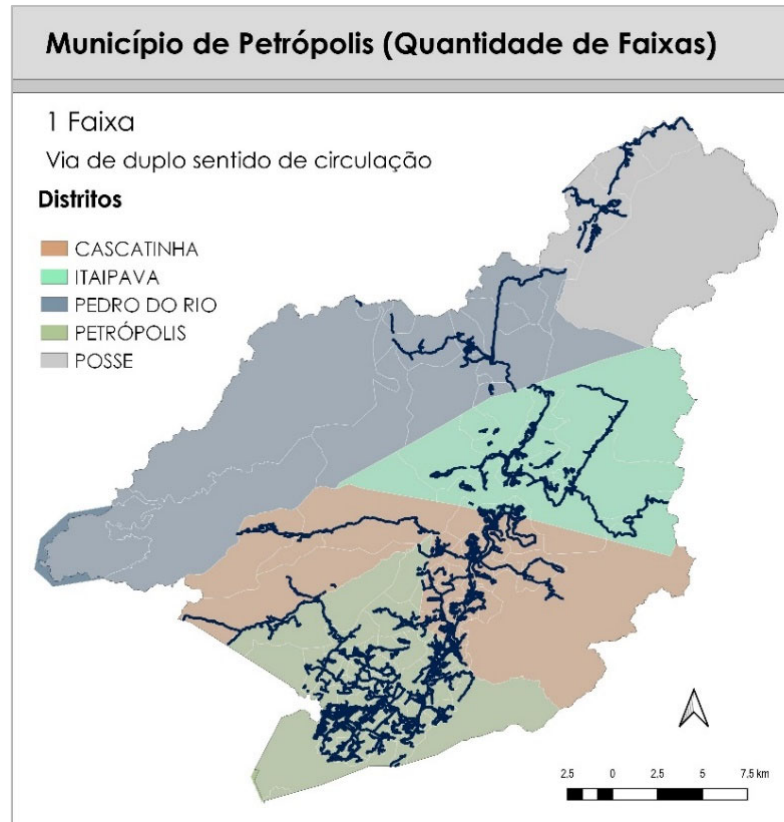 Município de Petrópolis (Quantidade de Faixas)
1 Faixa
Via de duplo sentido de circulação
Distritos
CASCATINHA
ITAIPAVA
PEDRO DO RIO
PETRÓPOLIS
POSSE
2.5 0 2.5 5 7.5 km